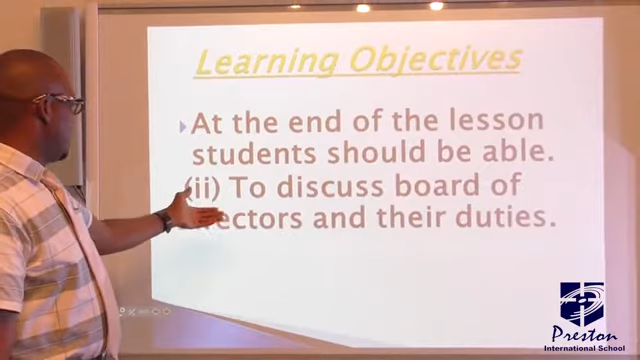 Learning Objectives
At the end of the lesson
students should be able.
(ii) To discuss board of
ectors and their duties.
Preston
International School